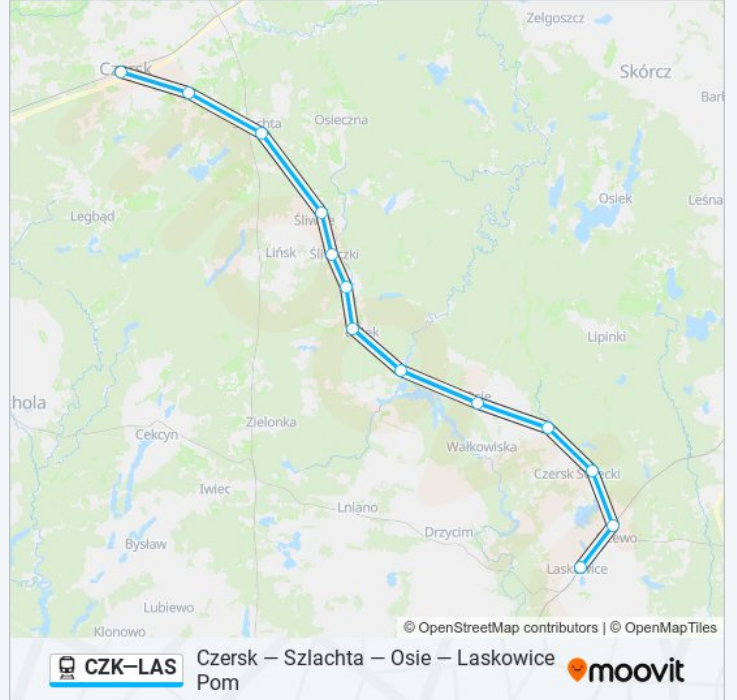 Zelgoszcz
Skórcz
Osieczna
Osiek
Legbąd
Lińsk
Lipinki
Zielonka
Cekcyn
Wałkowiska
Iwiec
Lniano
Drzycim
Bysław
Lubiewo
Klonowo
© OpenStreetMap contributors | © OpenMapTiles
CZK—LAS
Czersk — Szlachta — Osie — Laskowice
Pom
moovit